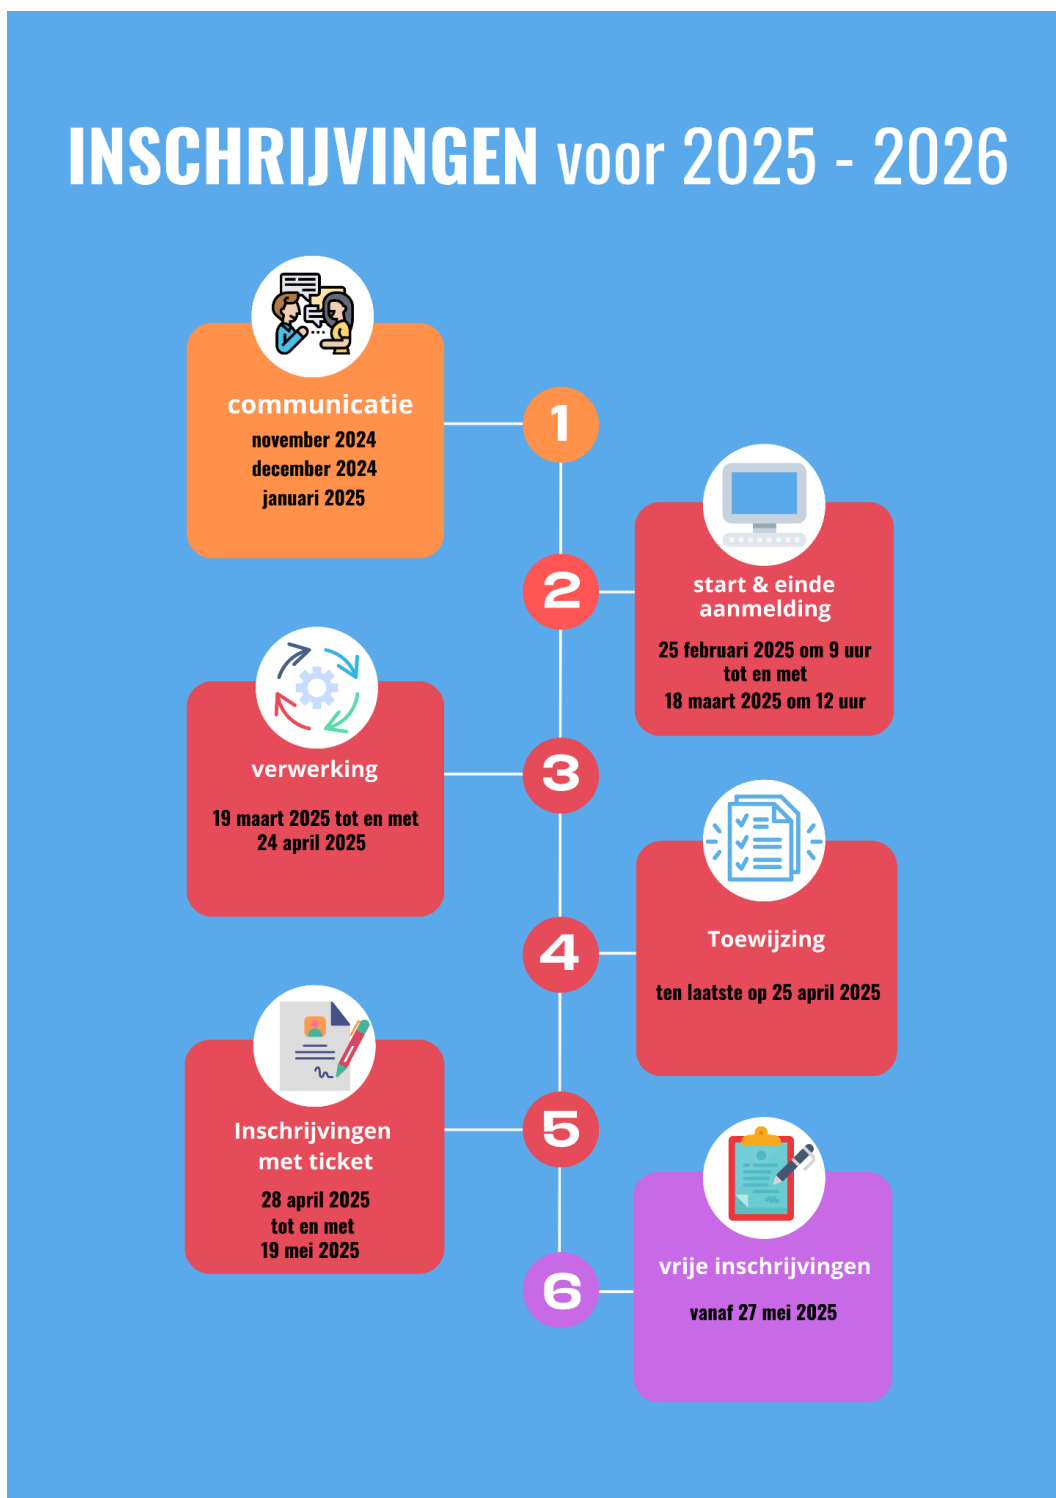 INSCHRIJVINGEN voor 2025 - 2026
communicatie
november 2024
december 2024
januari 2025
1
2
start & einde
aanmelding
25 februari 2025 om 9 uur
tot en met
18 maart 2025 om 12 uur
verwerking
19 maart 2025 tot en met
24 april 2025
3
4
Toewijzing
ten laatste op 25 april 2025
Inschrijvingen
met ticket
28 april 2025
tot en met
19 mei 2025
5
6
vrije inschrijvingen
vanaf 27 mei 2025